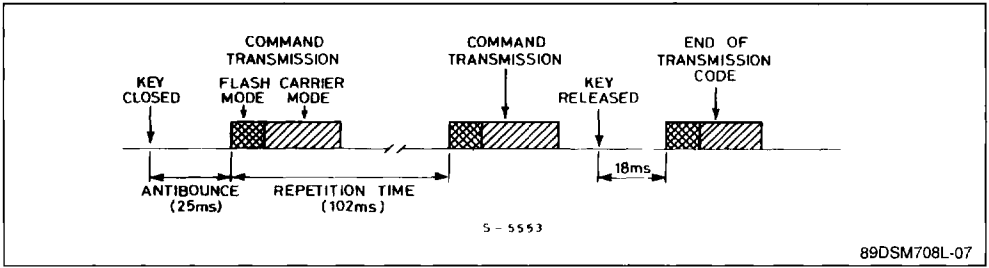 COMMAND
TRANSMISSION
COMMAND
TRANSMISSION
END OF
TRANSMISSION
CODE
KEY
CLOSED
FLASH CARRIER
MODE MODE
KEY
RELEASED
18ms
ANTIBOUNCE
(25ms)
REPETITION TIME
(102ms)
S-5553
89DSM708L-07